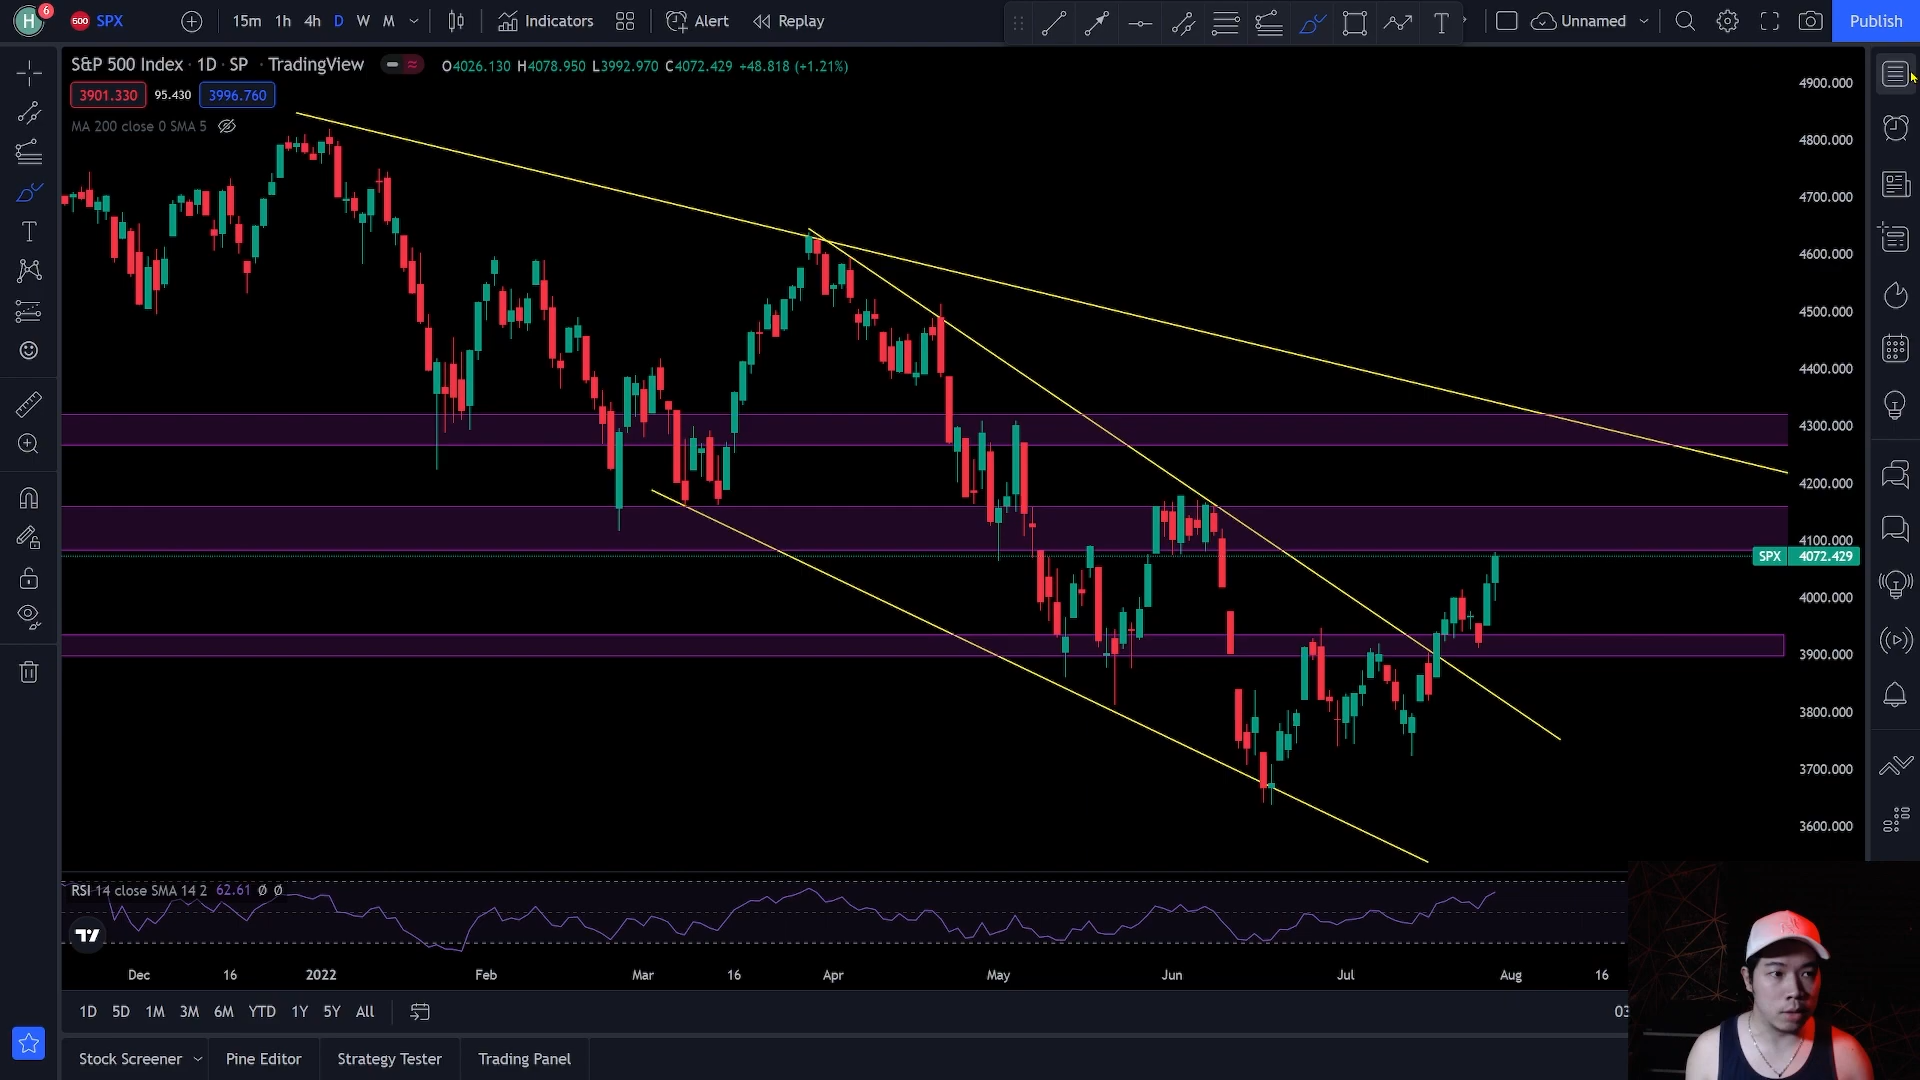 H 6 500 SPX 15m 1h 4h D W M Indicators Alert Replay T Unnamed Publish
S&P 500 Index · 1D · SP · TradingView O4026.130 H4078.950 L3992.970 C4072.429 +48.818 (+1.21%)
3901.330 95.430 3996.760
MA 200 close 0 SMA 5
4900.000
4800.000
4700.000
4600.000
4500.000
4400.000
4300.000
4200.000
4100.000
SPX 4072.429
4000.000
3900.000
3800.000
3700.000
3600.000
RSI 14 close SMA 14 2 62.61 Ø Ø
Dec 16 2022 Feb Mar 16 Apr May Jun Jul Aug 16
1D 5D 1M 3M 6M YTD 1Y 5Y All 03
Stock Screener Pine Editor Strategy Tester Trading Panel